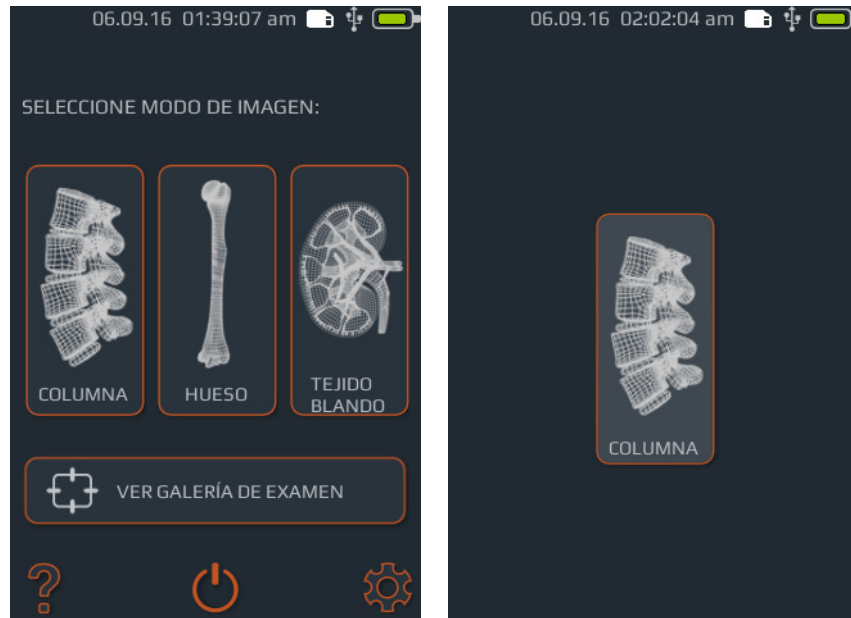 06.09.16 01:39:07 am
SELECCIONE MODO DE IMAGEN:
COLUMNA
HUESO
TEJIDO
BLANDO
VER GALERÍA DE EXAMEN
?
06.09.16 02:02:04 am
COLUMNA